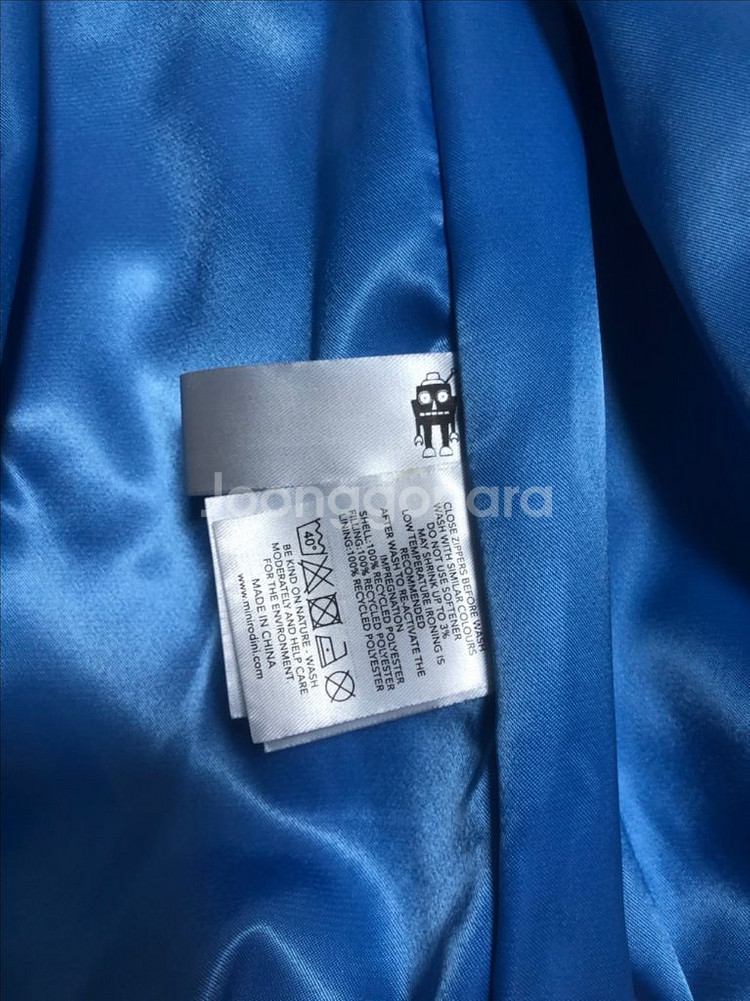 Joonggonara
CLOSE ZIPPERS BEFORE WASH
WASH WITH SIMILAR COLOURS
DO NOT USE SOFTENER
MAY SHRINK UP TO 3%
LOW TEMPERATURE IRONING IS
RECOMMENDED
AFTER WASH TO RE-ACTIVATE THE
IMPREGNATION
SHELL:100% RECYCLED POLYESTER
FILLING:100% RECYCLED POLYESTER
LINING:100% RECYCLED POLYESTER
40°
BE KIND ON NATURE - WASH
MODERATELY AND HELP CARE
FOR THE ENVIRONMENT
www.minirodini.com
MADE IN CHINA